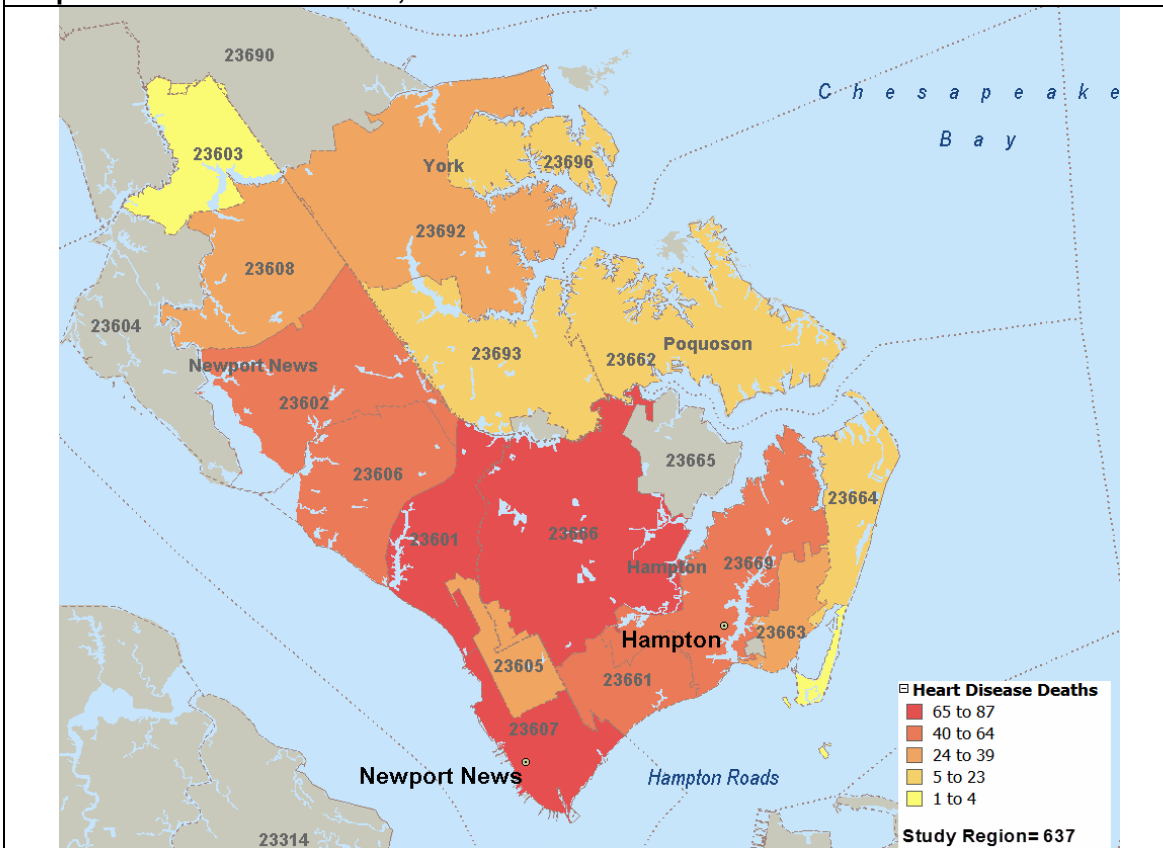 23690
C h e s a p e a k e
B a y
23603
York
23696
23692
23608
23604
Poquoson
23693
23662
Newport News
23602
23665
23606
23664
23601
23666
Hampton
23669
Hampton
23663
23605
23661
23607
Newport News
Hampton Roads
23314
Heart Disease Deaths
65 to 87
40 to 64
24 to 39
5 to 23
1 to 4
Study Region= 637